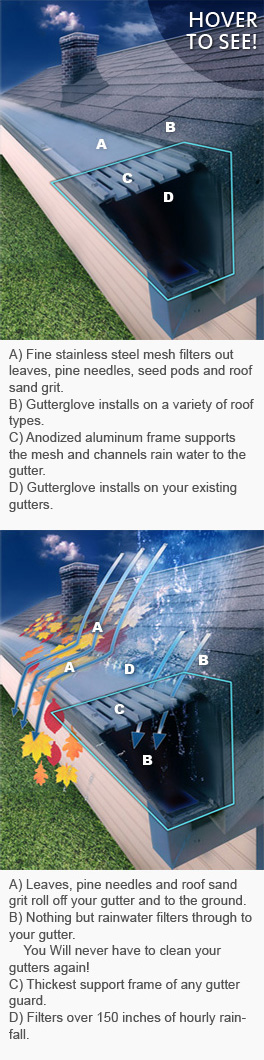 HOVER
TO SEE!
B
A
C
D
A) Fine stainless steel mesh filters out
leaves, pine needles, seed pods and roof
sand grit.
B) Gutterglove installs on a variety of roof
types.
C) Anodized aluminum frame supports
the mesh and channels rain water to the
gutter.
D) Gutterglove installs on your existing
gutters.
A
B
A
D
C
B
A) Leaves, pine needles and roof sand
grit roll off your gutter and to the ground.
B) Nothing but rainwater filters through to
your gutter.
You Will never have to clean your
gutters again!
C) Thickest support frame of any gutter
guard.
D) Filters over 150 inches of hourly rain-
fall.